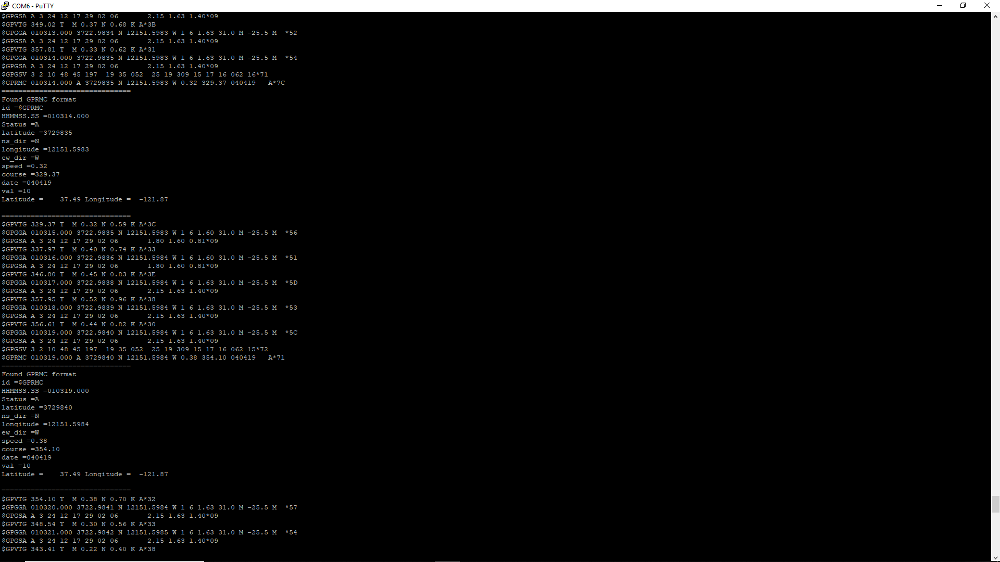 COM6 - PuTTY
$GPGSA A 3 24 12 17 29 02 06       2.15 1.63 1.40*09
$GPVTG 349.02 T  M 0.37 N 0.68 K A*3B
$GPGGA 010313.000 3722.9834 N 12151.5983 W 1 6 1.63 31.0 M -25.5 M  *52
$GPGSA A 3 24 12 17 29 02 06       2.15 1.63 1.40*09
$GPVTG 357.81 T  M 0.33 N 0.62 K A*31
$GPGGA 010314.000 3722.9835 N 12151.5983 W 1 6 1.63 31.0 M -25.5 M  *54
$GPGSA A 3 24 12 17 29 02 06       2.15 1.63 1.40*09
$GPGSV 3 2 10 48 45 197  19 35 052  25 19 309 15 17 16 062 16*71
$GPRMC 010314.000 A 3729835 N 12151.5983 W 0.32 329.37 040419   A*7C
===============================
Found GPRMC format
id =$GPRMC
HHMMSS.SS =010314.000
Status =A
latitude =3729835
ns_dir =N
longitude =12151.5983
ew_dir =W
speed =0.32
course =329.37
date =040419
val =10
Latitude =    37.49 Longitude =  -121.87
===============================
$GPVTG 329.37 T  M 0.32 N 0.59 K A*3C
$GPGGA 010315.000 3722.9835 N 12151.5983 W 1 6 1.60 31.0 M -25.5 M  *56
$GPGSA A 3 24 12 17 29 02 06       1.80 1.60 0.81*09
$GPVTG 337.97 T  M 0.40 N 0.74 K A*33
$GPGGA 010316.000 3722.9836 N 12151.5984 W 1 6 1.60 31.0 M -25.5 M  *51
$GPGSA A 3 24 12 17 29 02 06       1.80 1.60 0.81*09
$GPVTG 346.80 T  M 0.45 N 0.83 K A*3E
$GPGGA 010317.000 3722.9838 N 12151.5984 W 1 6 1.63 31.0 M -25.5 M  *5D
$GPGSA A 3 24 12 17 29 02 06       2.15 1.63 1.40*09
$GPVTG 357.95 T  M 0.52 N 0.96 K A*38
$GPGGA 010318.000 3722.9839 N 12151.5984 W 1 6 1.63 31.0 M -25.5 M  *53
$GPGSA A 3 24 12 17 29 02 06       2.15 1.63 1.40*09
$GPVTG 356.61 T  M 0.44 N 0.82 K A*30
$GPGGA 010319.000 3722.9840 N 12151.5984 W 1 6 1.63 31.0 M -25.5 M  *5C
$GPGSA A 3 24 12 17 29 02 06       2.15 1.63 1.40*09
$GPGSV 3 2 10 48 45 197  19 35 052  25 19 309 15 17 16 062 15*72
$GPRMC 010319.000 A 3729840 N 12151.5984 W 0.38 354.10 040419   A*71
===============================
Found GPRMC format
id =$GPRMC
HHMMSS.SS =010319.000
Status =A
latitude =3729840
ns_dir =N
longitude =12151.5984
ew_dir =W
speed =0.38
course =354.10
date =040419
val =10
Latitude =    37.49 Longitude =  -121.87
===============================
$GPVTG 354.10 T  M 0.38 N 0.70 K A*32
$GPGGA 010320.000 3722.9841 N 12151.5984 W 1 6 1.63 31.0 M -25.5 M  *57
$GPGSA A 3 24 12 17 29 02 06       2.15 1.63 1.40*09
$GPVTG 348.54 T  M 0.30 N 0.56 K A*33
$GPGGA 010321.000 3722.9842 N 12151.5985 W 1 6 1.63 31.0 M -25.5 M  *54
$GPGSA A 3 24 12 17 29 02 06       2.15 1.63 1.40*09
$GPVTG 343.41 T  M 0.22 N 0.40 K A*38